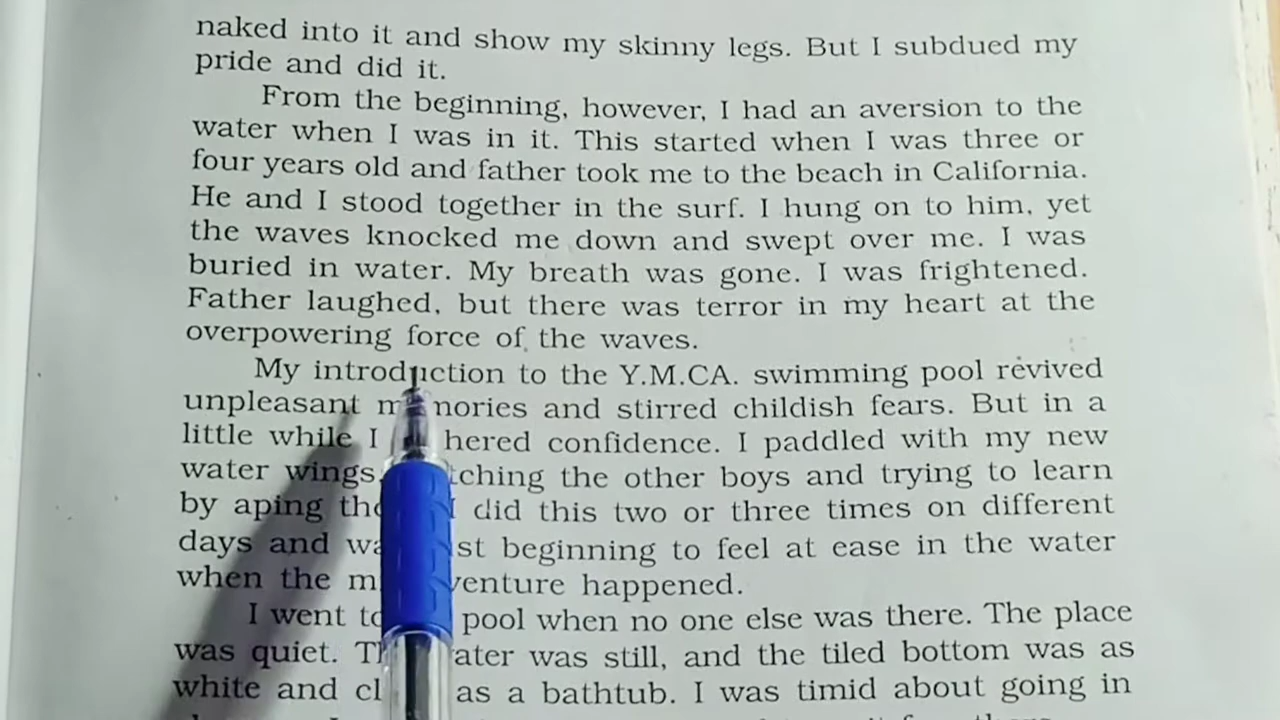 naked into it and show my skinny legs. But I subdued my
pride and did it.
From the beginning, however, I had an aversion to the
water when I was in it. This started when I was three or
four years old and father took me to the beach in California.
He and I stood together in the surf. I hung on to him, yet
the waves knocked me down and swept over me. I was
buried in water. My breath was gone. I was frightened.
Father laughed, but there was terror in my heart at the
overpowering force of the waves.
My introduction to the Y.M.CA. swimming pool revived
unpleasant memories and stirred childish fears. But in a
little while I hered confidence. I paddled with my new
water wings, tching the other boys and trying to learn
by aping I did this two or three times on different
days and st beginning to feel at ease in the water
when the venture happened.
I went to pool when no one else was there. The place
was quiet. ater was still, and the tiled bottom was as
white and as a bathtub. I was timid about going in